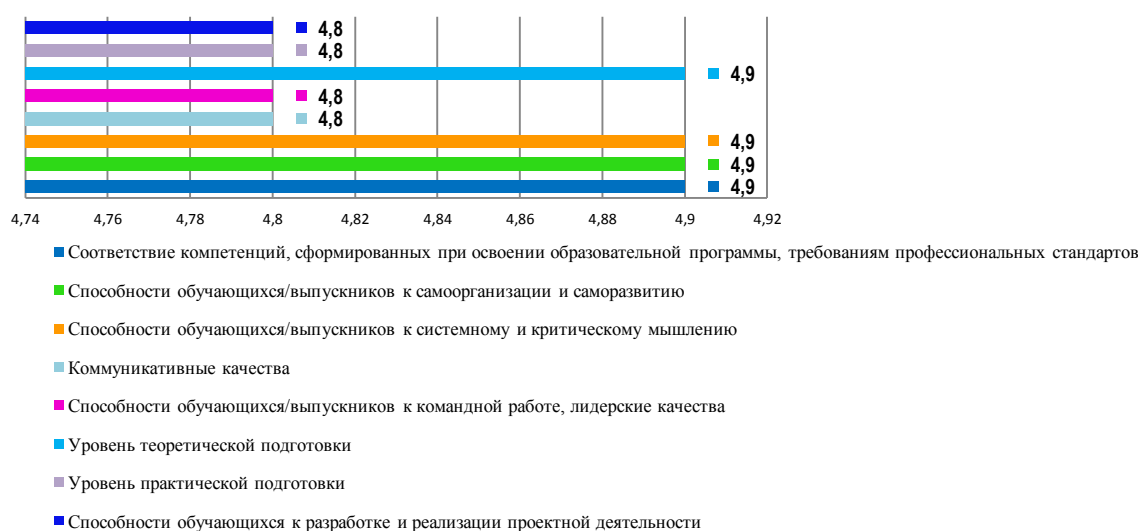 4,8
4,8
4,9
4,8
4,8
4,9
4,9
4,9
4,74 4,76 4,78 4,8 4,82 4,84 4,86 4,88 4,9 4,92
Соответствие компетенций, сформированных при освоении образовательной программы, требованиям профессиональных стандартов
Способности обучающихся/выпускников к самоорганизации и саморазвитию
Способности обучающихся/выпускников к системному и критическому мышлению
Коммуникативные качества
Способности обучающихся/выпускников к командной работе, лидерские качества
Уровень теоретической подготовки
Уровень практической подготовки
Способности обучающихся к разработке и реализации проектной деятельности